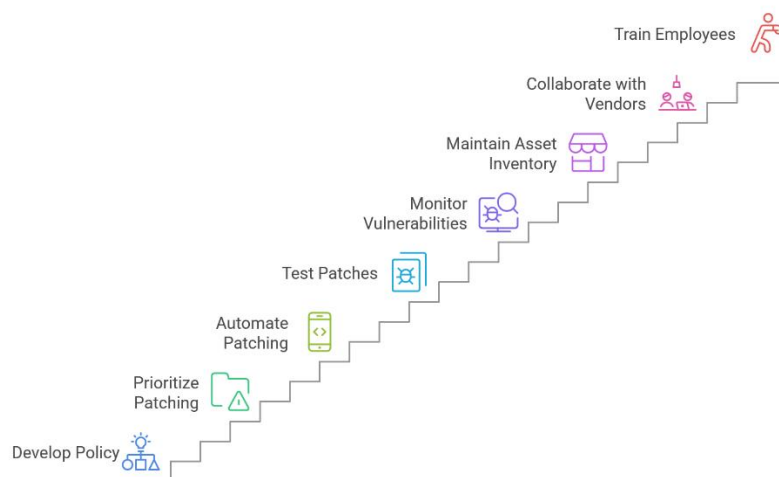 Train Employees
Collaborate with
Vendors
Maintain Asset
Inventory
Monitor
Vulnerabilities
Test Patches
Automate
Patching
Prioritize
Patching
Develop Policy